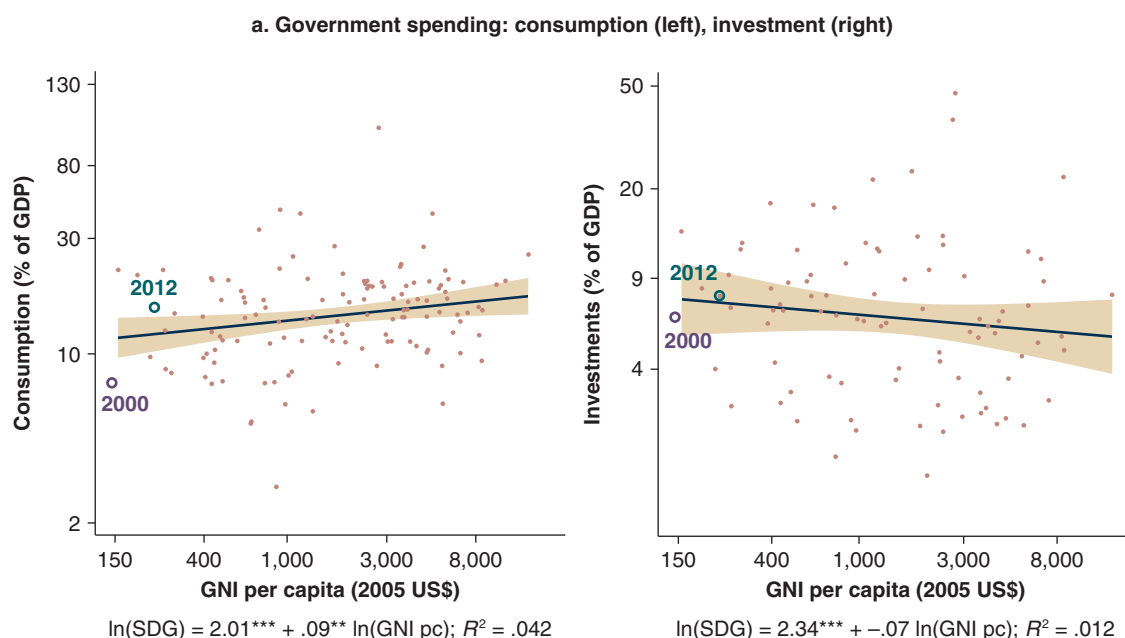 a. Government spending: consumption (left), investment (right)
Consumption (% of GDP)
130
80
30
10
2
2012
2000
150 400 1,000 3,000 8,000
GNI per capita (2005 US$)
ln(SDG) = 2.01*** + .09** ln(GNI pc); R² = .042
Investments (% of GDP)
50
20
9
4
2012
2000
150 400 1,000 3,000 8,000
GNI per capita (2005 US$)
ln(SDG) = 2.34*** + –.07 ln(GNI pc); R² = .012